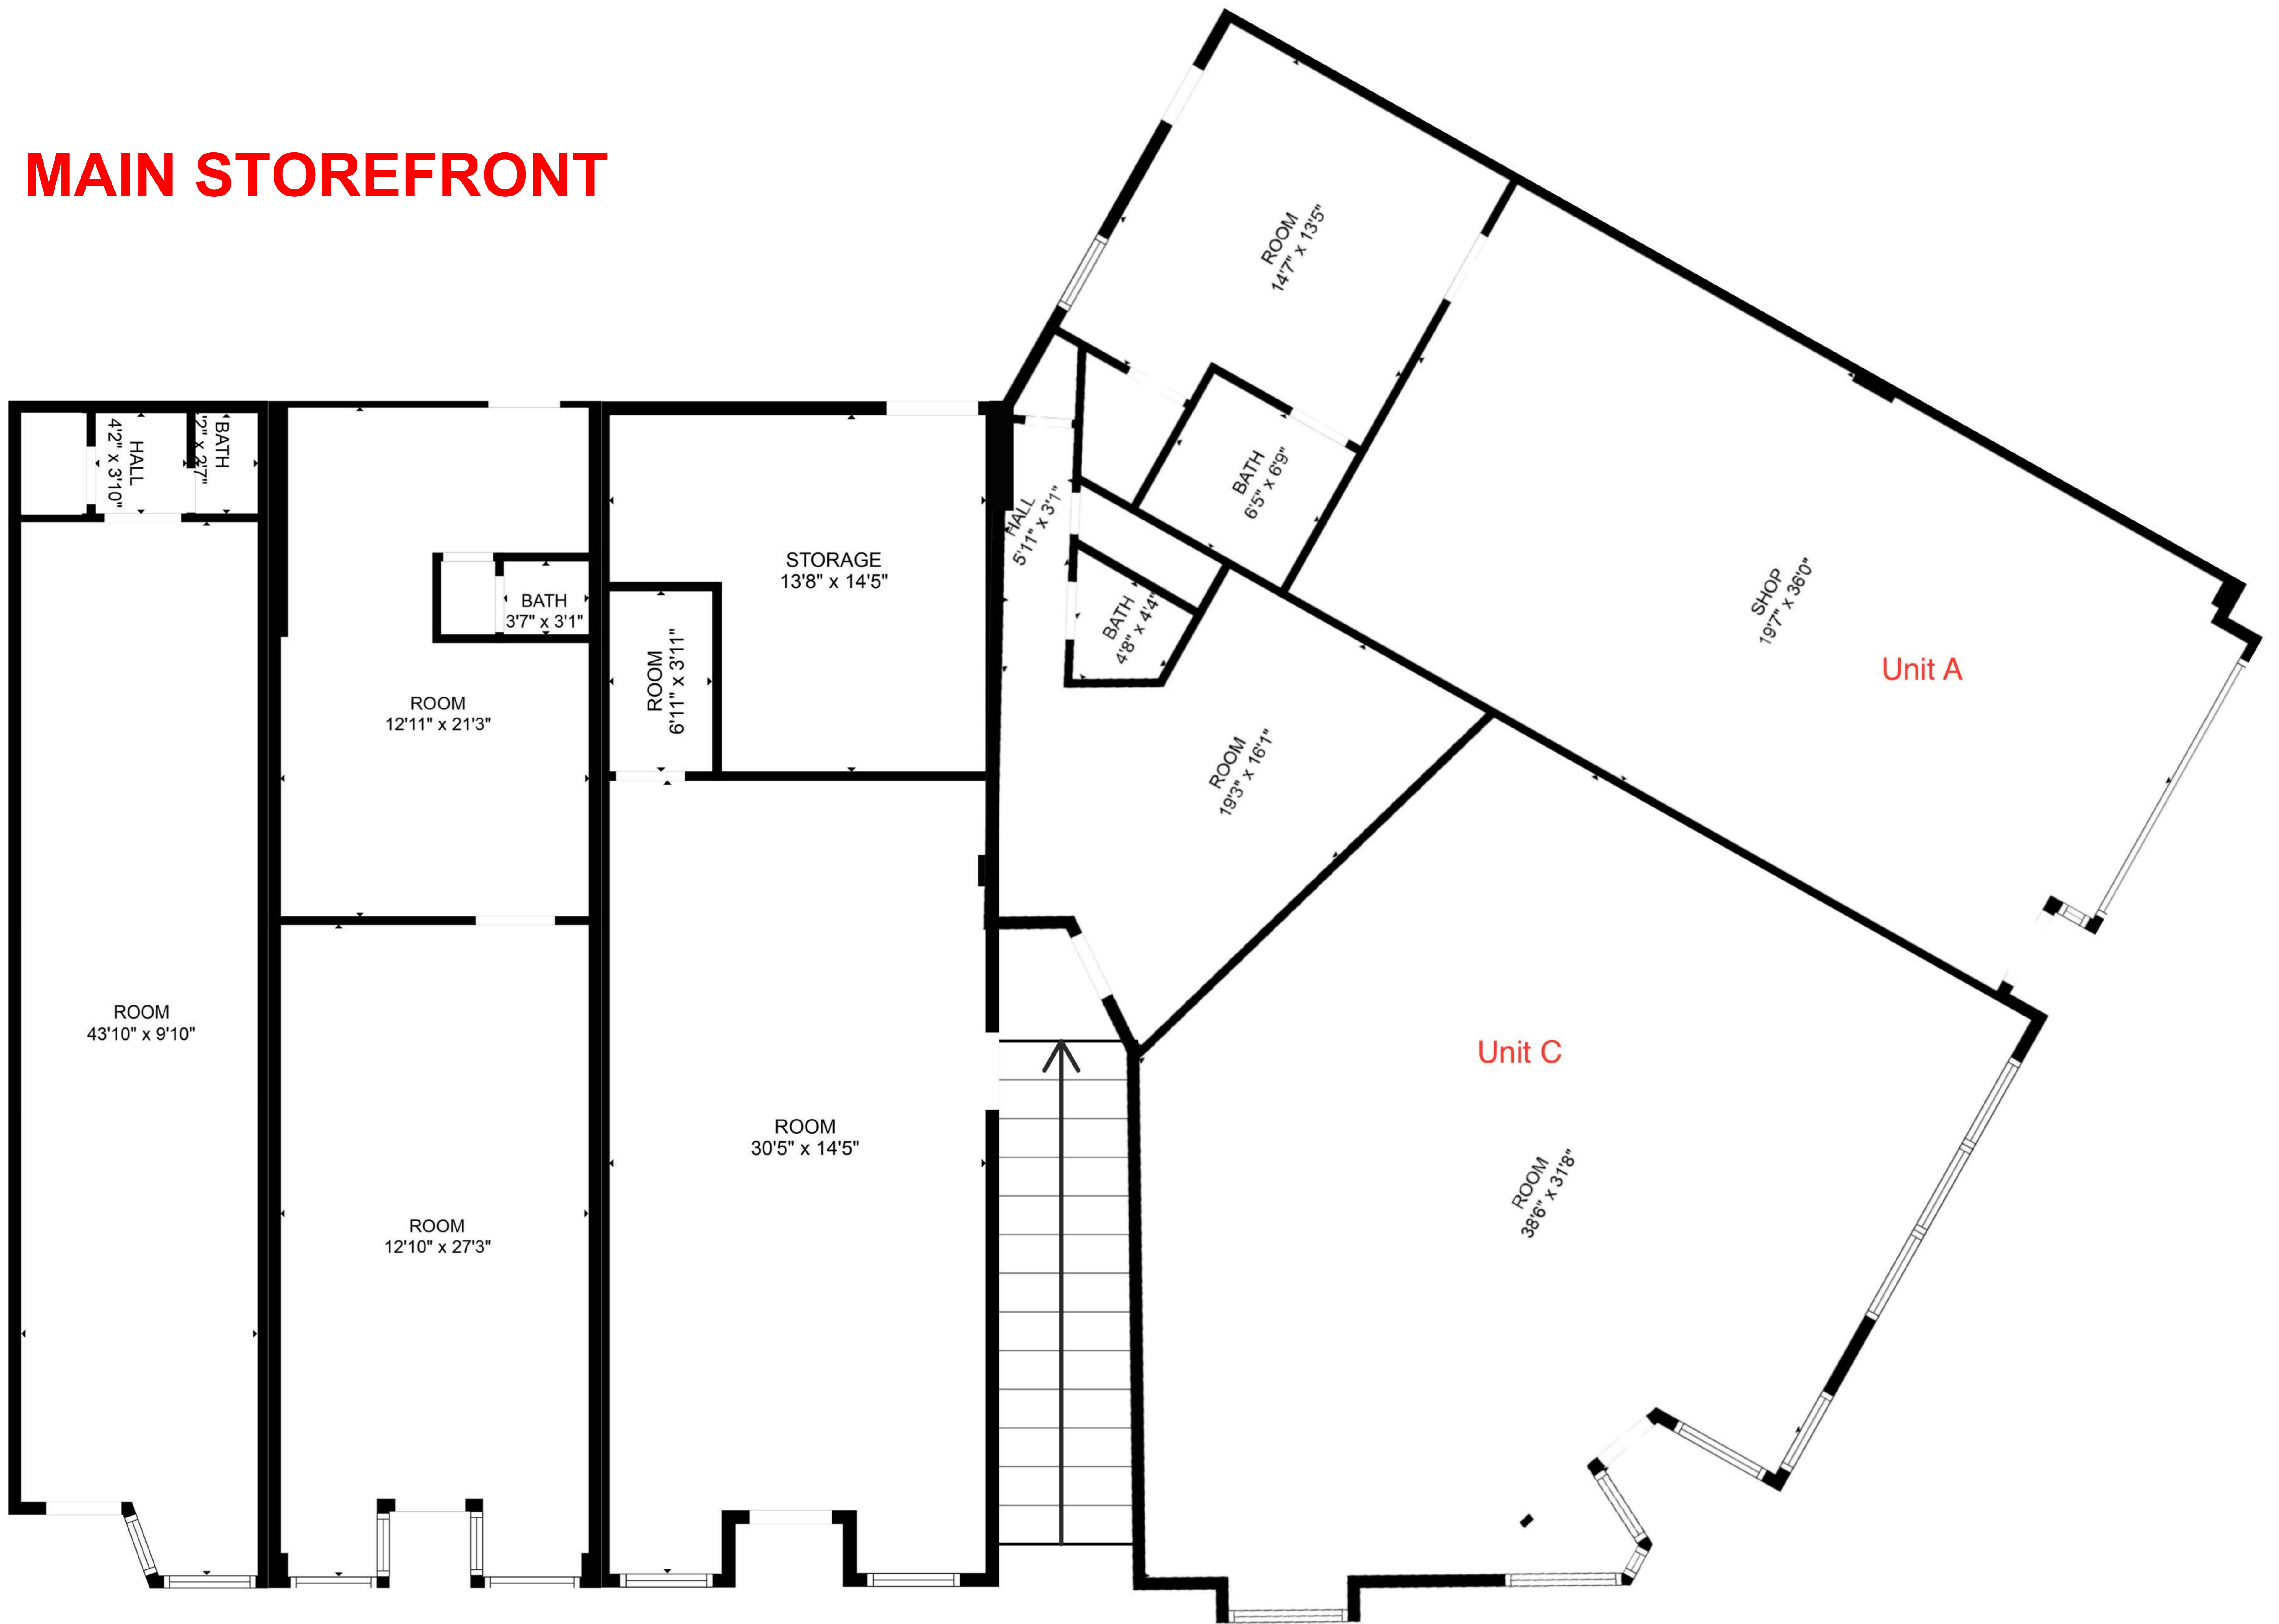 MAIN STOREFRONT
ROOM
14'7" x 13'5"
HALL
4'2" x 3'10"
BATH
'2" x 2'7"
BATH
6'5" x 6'9"
HALL
5'11" x 3'1"
STORAGE
13'8" x 14'5"
BATH
3'7" x 3'1"
BATH
4'8" x 4'4"
SHOP
19'7" x 36'0"
Unit A
ROOM
6'11" x 3'11"
ROOM
12'11" x 21'3"
ROOM
19'3" x 16'1"
ROOM
43'10" x 9'10"
Unit C
ROOM
30'5" x 14'5"
ROOM
38'6" x 31'8"
ROOM
12'10" x 27'3"